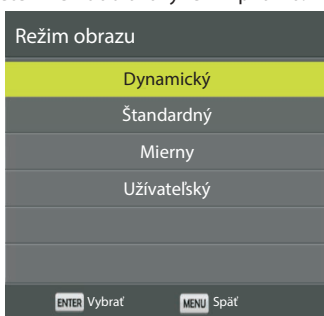 Režim obrazu
Dynamický
Štandardný
Mierny
Užívateľský
ENTER Vybrať MENU Späť